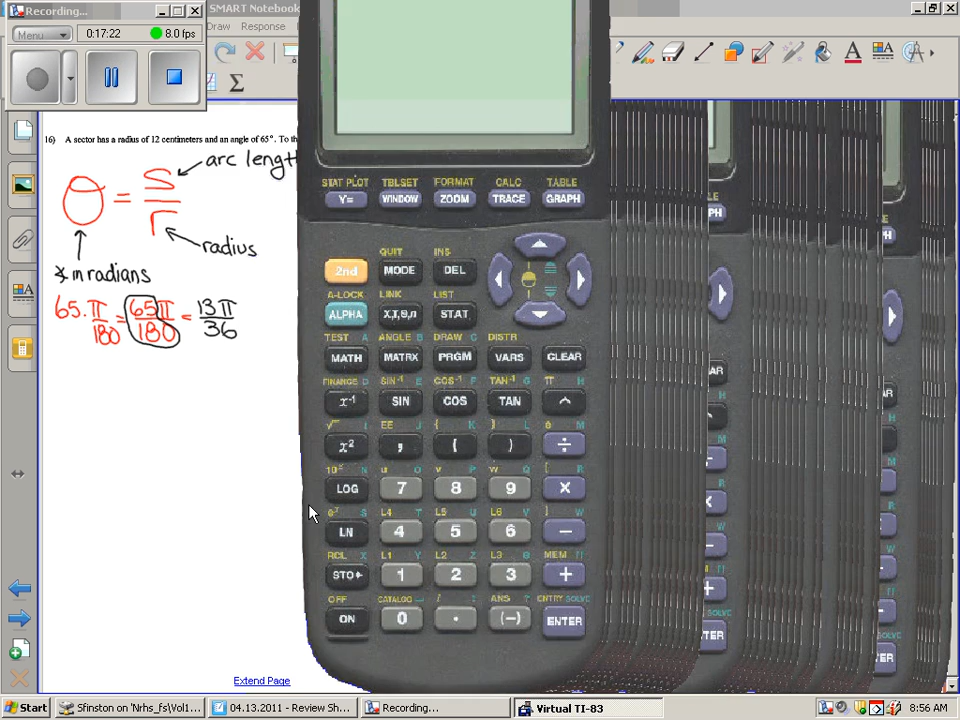 Recording...
SMART Notebook
Menu
0:17:22
8.0 fps
Draw
Response
Σ
A
16) A sector has a radius of 12 centimeters and an angle of 65°. To th
arc length
θ = s/r
radius
∡ in radians
65 · π/180 = 65π/180 = 13π/36
STAT PLOT TBLSET FORMAT CALC TABLE
Y= WINDOW ZOOM TRACE GRAPH
QUIT INS
2nd MODE DEL
A-LOCK LINK LIST
ALPHA X,T,θ,n STAT
TEST A ANGLE B DRAW C DISTR
MATH MATRX PRGM VARS CLEAR
FINANCE D SIN⁻¹ E COS⁻¹ F TAN⁻¹ G π H
x⁻¹ SIN COS TAN ^
√ I EE J { K } L e M
x² , ( ) ÷
10ˣ N u O v P w Q [ R
LOG 7 8 9 X
eˣ S L4 T L5 U L6 V ] W
LN 4 5 6 −
RCL X L1 Y L2 Z L3 θ MEM "
STO▸ 1 2 3 +
OFF CATALOG i : ANS ? ENTRY SOLVE
ON 0 . (−) ENTER
PH
AR
H
M
R
W
X
OLVE
TER
Extend Page
Start
Sfinston on 'Nrhs_fs\Vol1...
04.13.2011 - Review Sh...
Recording...
Virtual TI-83
8:56 AM